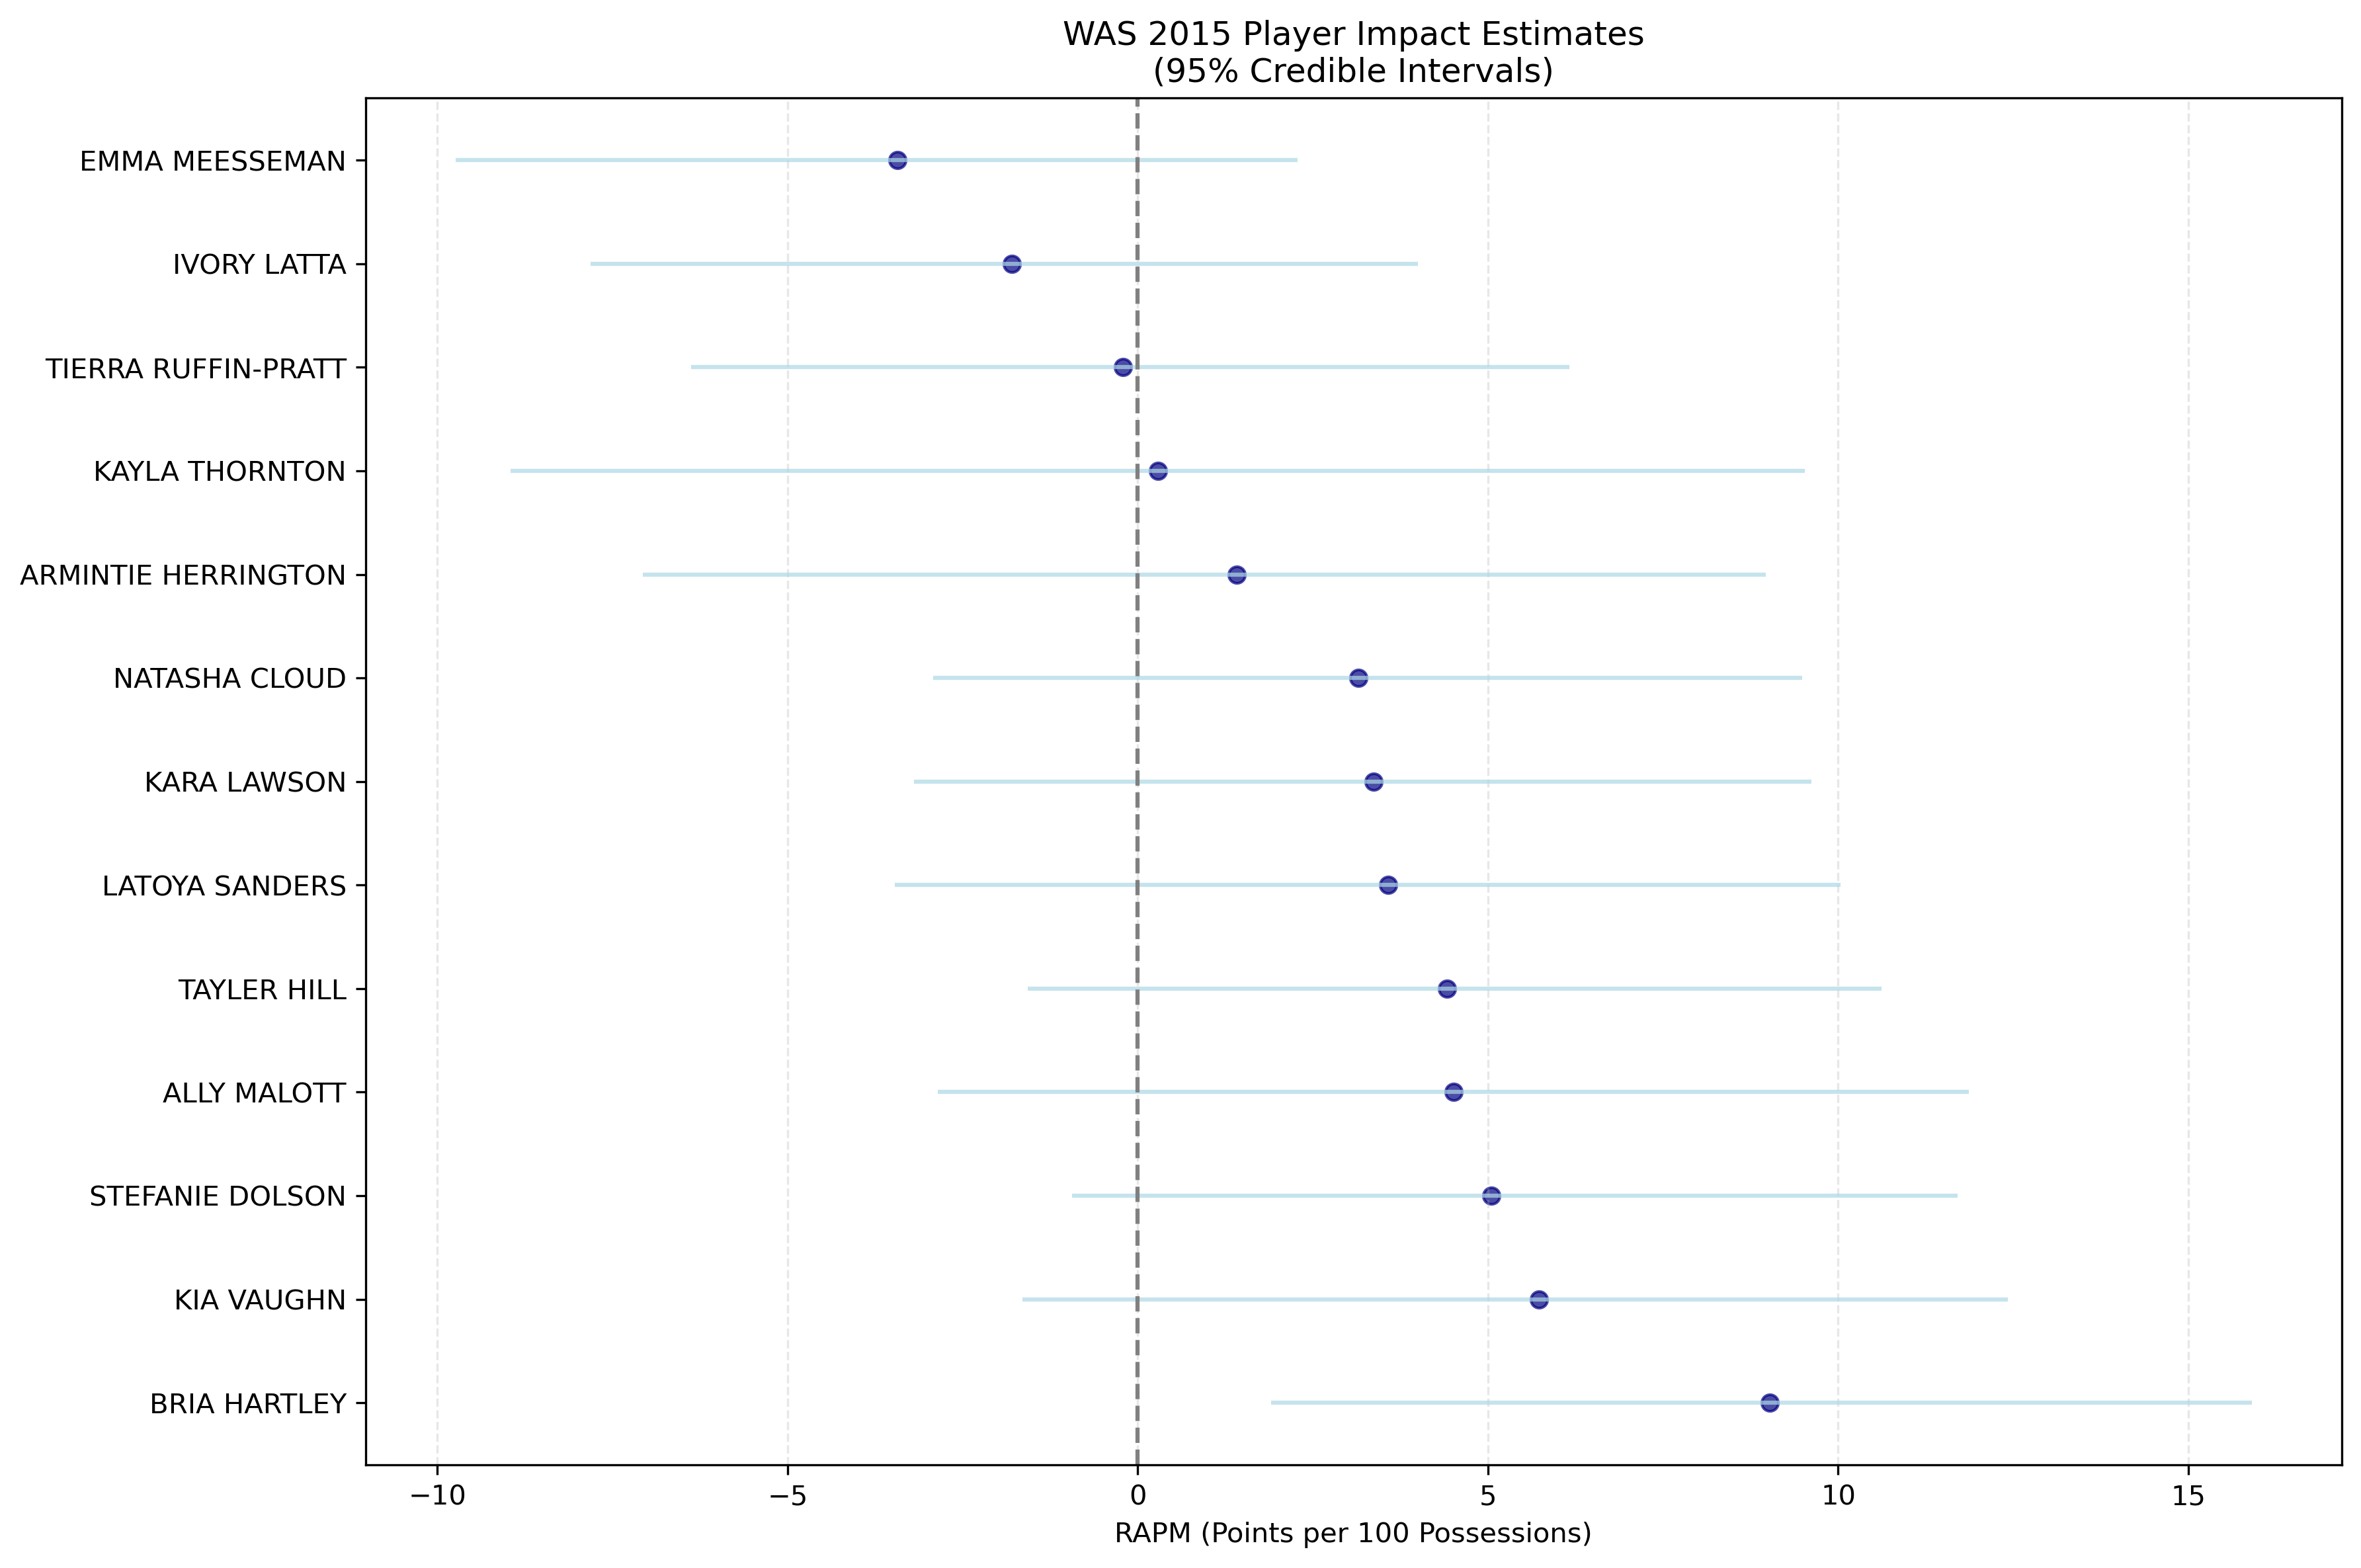 WAS 2015 Player Impact Estimates
(95% Credible Intervals)
EMMA MEESSEMAN
IVORY LATTA
TIERRA RUFFIN-PRATT
KAYLA THORNTON
ARMINTIE HERRINGTON
NATASHA CLOUD
KARA LAWSON
LATOYA SANDERS
TAYLER HILL
ALLY MALOTT
STEFANIE DOLSON
KIA VAUGHN
BRIA HARTLEY
−10 −5 0 5 10 15
RAPM (Points per 100 Possessions)